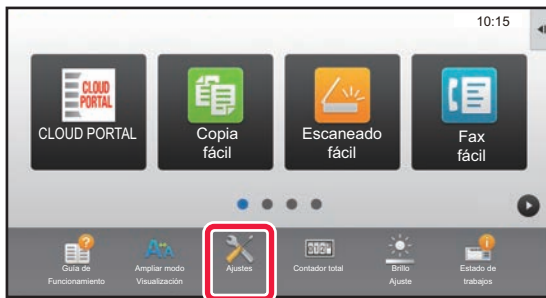 10:15
CLOUD
PORTAL
CLOUD PORTAL
Copia
fácil
Escaneado
fácil
Fax
fácil
Guía de
Funcionamiento
Ampliar modo
Visualización
Ajustes
Contador total
Brillo
Ajuste
Estado de
trabajos